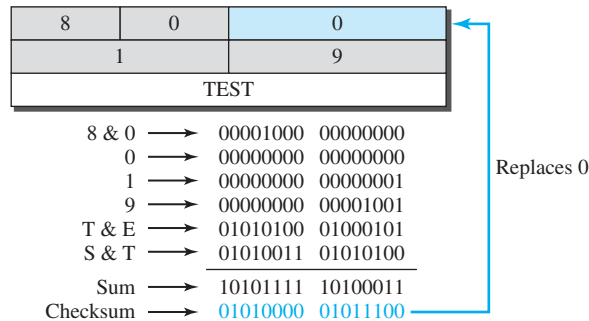 8 0 0
1 9
TEST
8 & 0 00001000 00000000
0 00000000 00000000
1 00000000 00000001
9 00000000 00001001
T & E 01010100 01000101
S & T 01010011 01010100
Sum 10101111 10100011
Checksum 01010000 01011100
Replaces 0